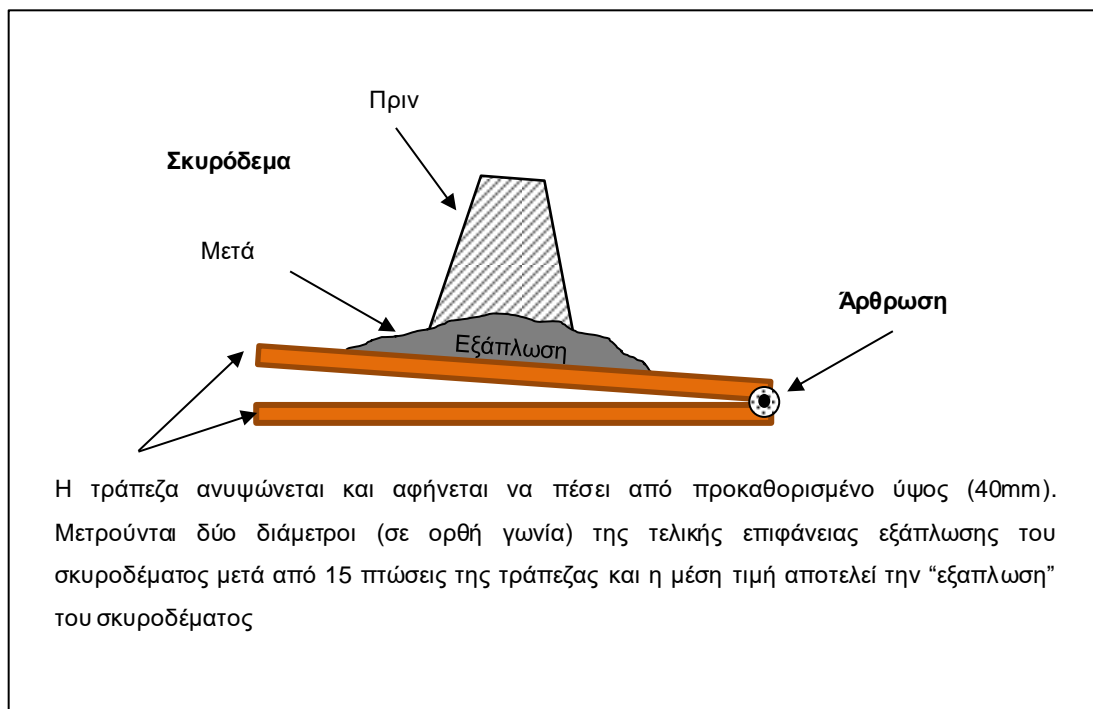 Πριν
Σκυρόδεμα
Μετά
Άρθρωση
Εξάπλωση
Η τράπεζα ανυψώνεται και αφήνεται να πέσει από προκαθορισμένο ύψος (40mm).
Μετρούνται δύο διάμετροι (σε ορθή γωνία) της τελικής επιφάνειας εξάπλωσης του
σκυροδέματος μετά από 15 πτώσεις της τράπεζας και η μέση τιμή αποτελεί την “εξαπλωση”
του σκυροδέματος